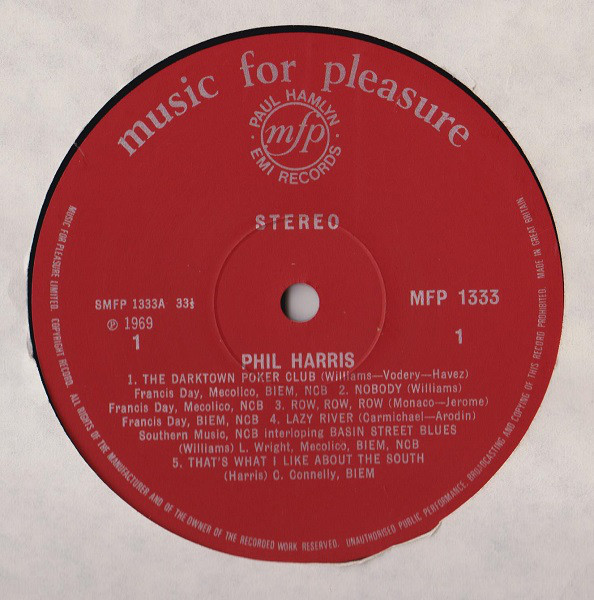 music for pleasure
PAUL HAMLYN
mfp
EMI RECORDS
STEREO
SMFP 1333A 33⅓
MFP 1333
℗ 1969
1
1
PHIL HARRIS
1. THE DARKTOWN POKER CLUB (Williams—Vodery—Havez)
Francis Day, Mecolico, BIEM, NCB 2. NOBODY (Williams)
Francis Day, Mecolico, NCB 3. ROW, ROW, ROW (Monaco—Jerome)
Francis Day, BIEM, NCB 4. LAZY RIVER (Carmichael—Arodin)
Southern Music, NCB interloping BASIN STREET BLUES
(Williams) L. Wright, Mecolico, BIEM, NCB
5. THAT'S WHAT I LIKE ABOUT THE SOUTH
(Harris) C. Connelly, BIEM
MUSIC FOR PLEASURE LIMITED. COPYRIGHT RECORD. ALL RIGHTS OF THE MANUFACTURER AND OF THE OWNER OF THE RECORDED WORK RESERVED. UNAUTHORISED PUBLIC PERFORMANCE, BROADCASTING AND COPYING OF THIS RECORD PROHIBITED. MADE IN GREAT BRITAIN.